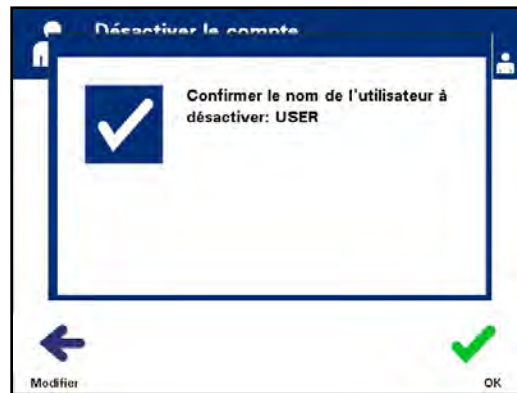 Désactiver le compte
Confirmer le nom de l'utilisateur à
désactiver: USER
Modifier
OK